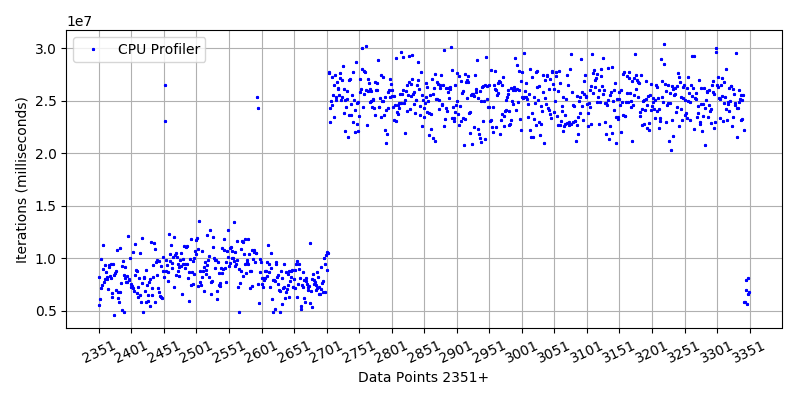 1e7
CPU Profiler
3.0
2.5
2.0
1.5
1.0
0.5
Iterations (milliseconds)
2351 2401 2451 2501 2551 2601 2651 2701 2751 2801 2851 2901 2951 3001 3051 3101 3151 3201 3251 3301 3351
Data Points 2351+